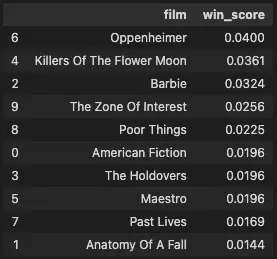 film win_score
6 Oppenheimer 0.0400
4 Killers Of The Flower Moon 0.0361
2 Barbie 0.0324
9 The Zone Of Interest 0.0256
8 Poor Things 0.0225
0 American Fiction 0.0196
3 The Holdovers 0.0196
5 Maestro 0.0196
7 Past Lives 0.0169
1 Anatomy Of A Fall 0.0144